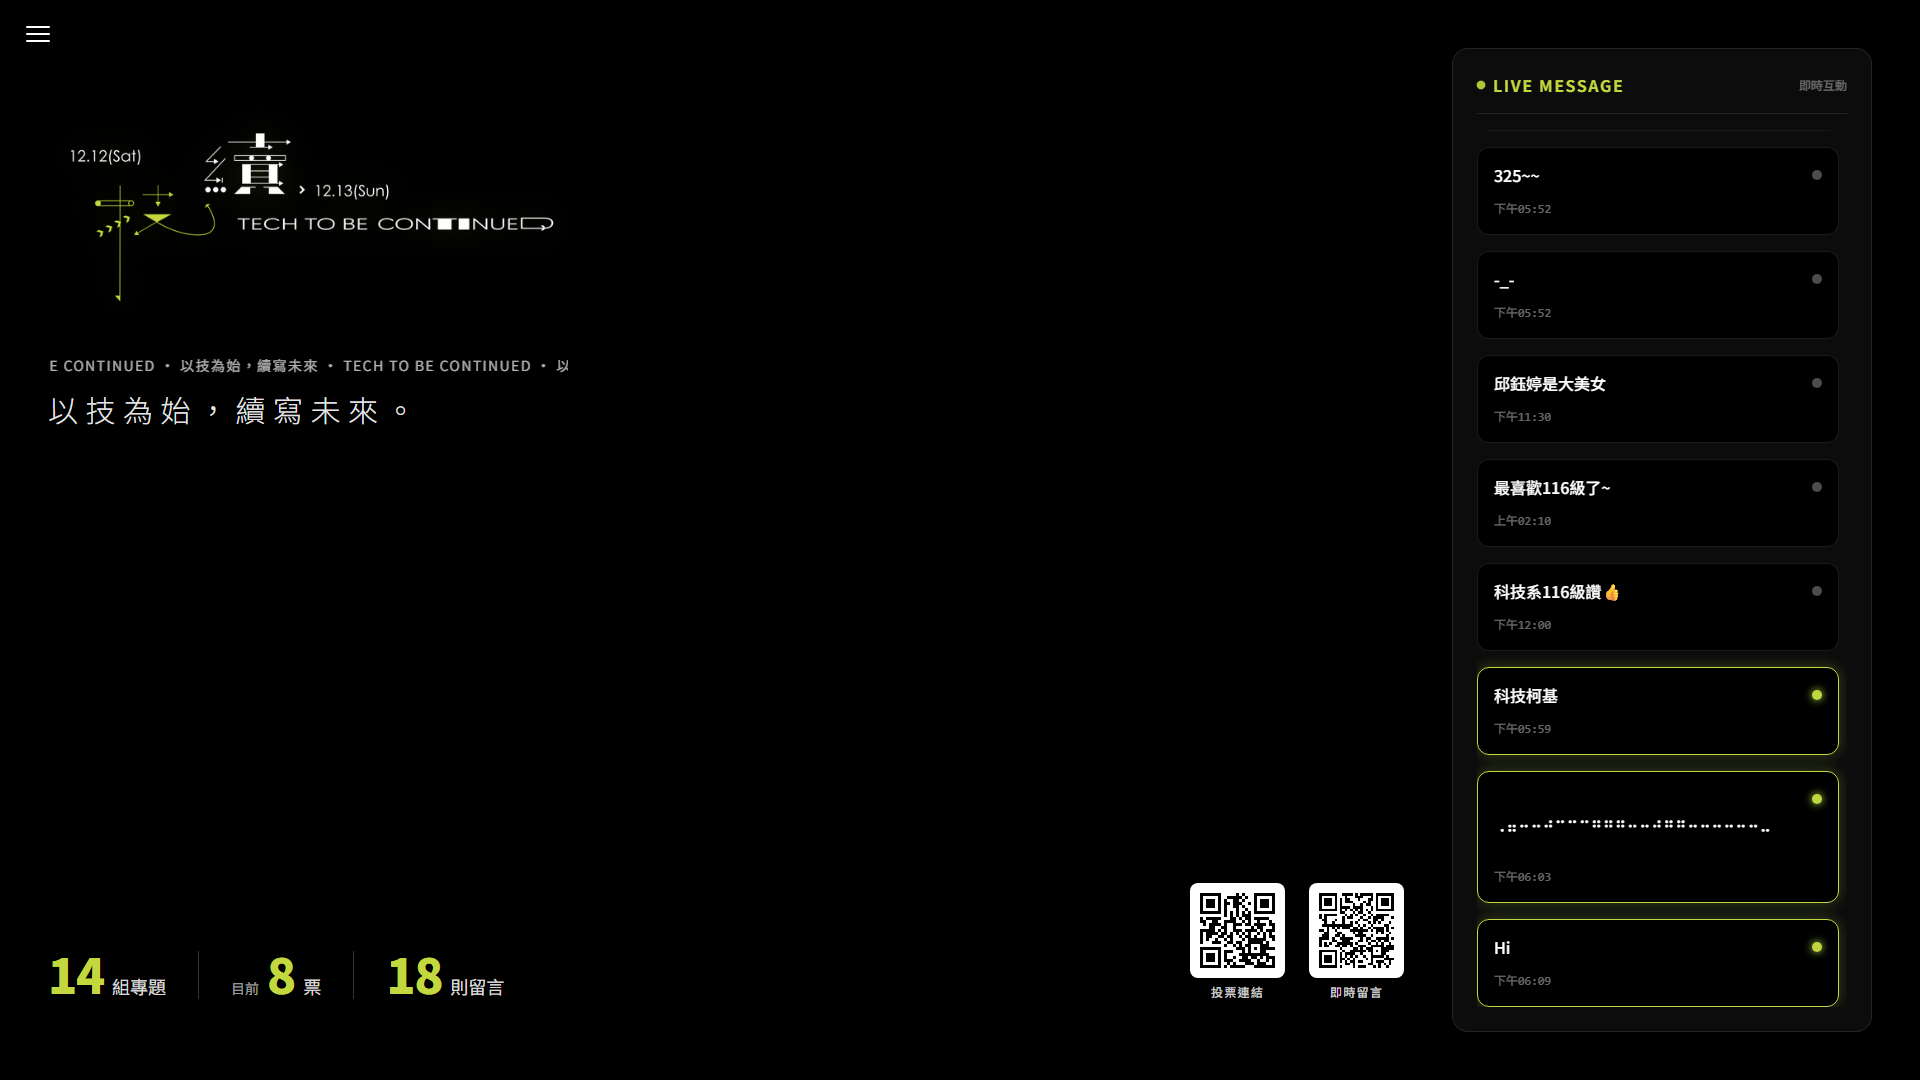 12.12(Sat)
技續
12.13(Sun)
TECH TO BE CONTINUED
E CONTINUED • 以技為始，續寫未來 • TECH TO BE CONTINUED • 以
以技為始，續寫未來。
14 組專題
目前 8 票
18 則留言
投票連結
即時留言
LIVE MESSAGE
即時互動
325~~
下午05:52
-_-
下午05:52
邱鈺婷是大美女
下午11:30
最喜歡116級了~
上午02:10
科技系116級讚👍
下午12:00
科技柯基
下午05:59
下午06:03
Hi
下午06:09